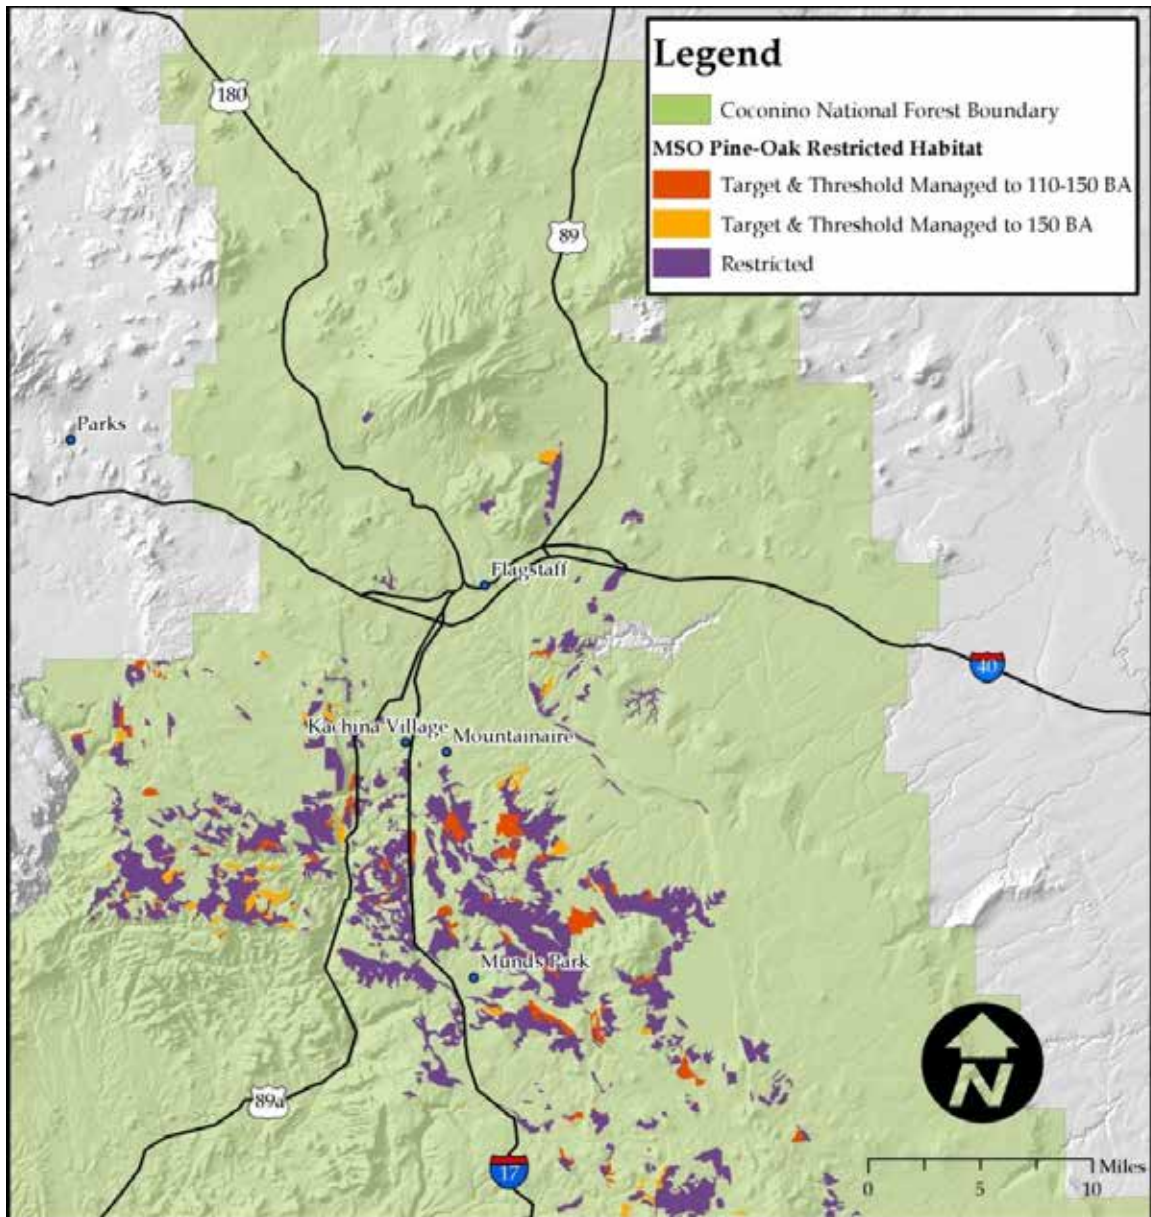 Legend
Coconino National Forest Boundary
MSO Pine-Oak Restricted Habitat
Target & Threshold Managed to 110-150 BA
Target & Threshold Managed to 150 BA
Restricted
180
89
Parks
Flagstaff
40
Kachina Village
Mountainaire
Munds Park
89a
17
N
Miles
0 5 10